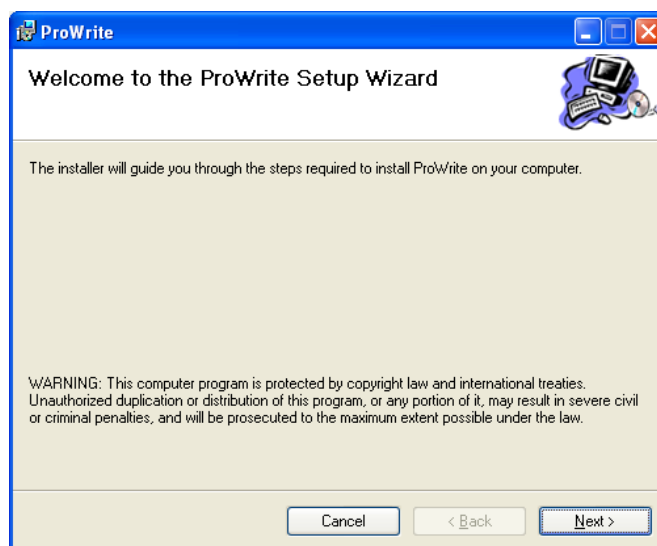 ProWrite
Welcome to the ProWrite Setup Wizard
The installer will guide you through the steps required to install ProWrite on your computer.
WARNING: This computer program is protected by copyright law and international treaties.
Unauthorized duplication or distribution of this program, or any portion of it, may result in severe civil
or criminal penalties, and will be prosecuted to the maximum extent possible under the law.
Cancel
< Back
Next >